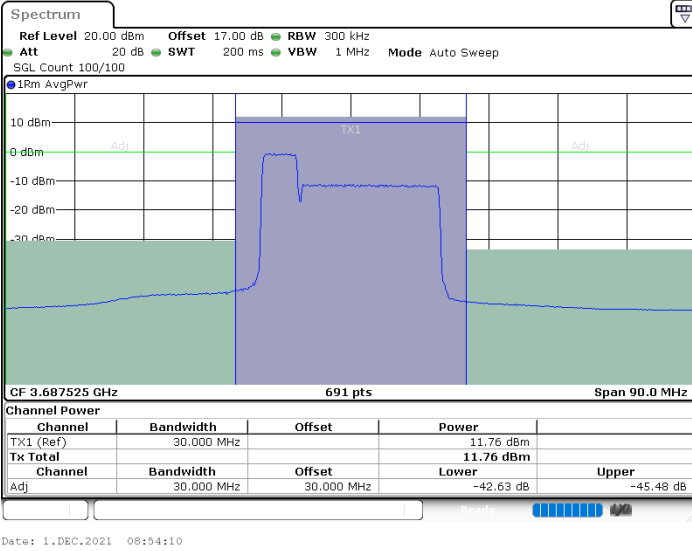 Spectrum
Ref Level 20.00 dBm Offset 17.00 dB RBW 300 kHz
Att 20 dB SWT 200 ms VBW 1 MHz Mode Auto Sweep
SGL Count 100/100
1Rm AvgPwr
10 dBm
TX1
Adj Adj
0 dBm
-10 dBm
-20 dBm
-30 dBm
CF 3.687525 GHz 691 pts Span 90.0 MHz
Channel Power
Channel Bandwidth Offset Power
TX1 (Ref) 30.000 MHz 11.76 dBm
Tx Total 11.76 dBm
Channel Bandwidth Offset Lower Upper
Adj 30.000 MHz 30.000 MHz -42.63 dB -45.48 dB
Ready
Date: 1.DEC.2021 08:54:10